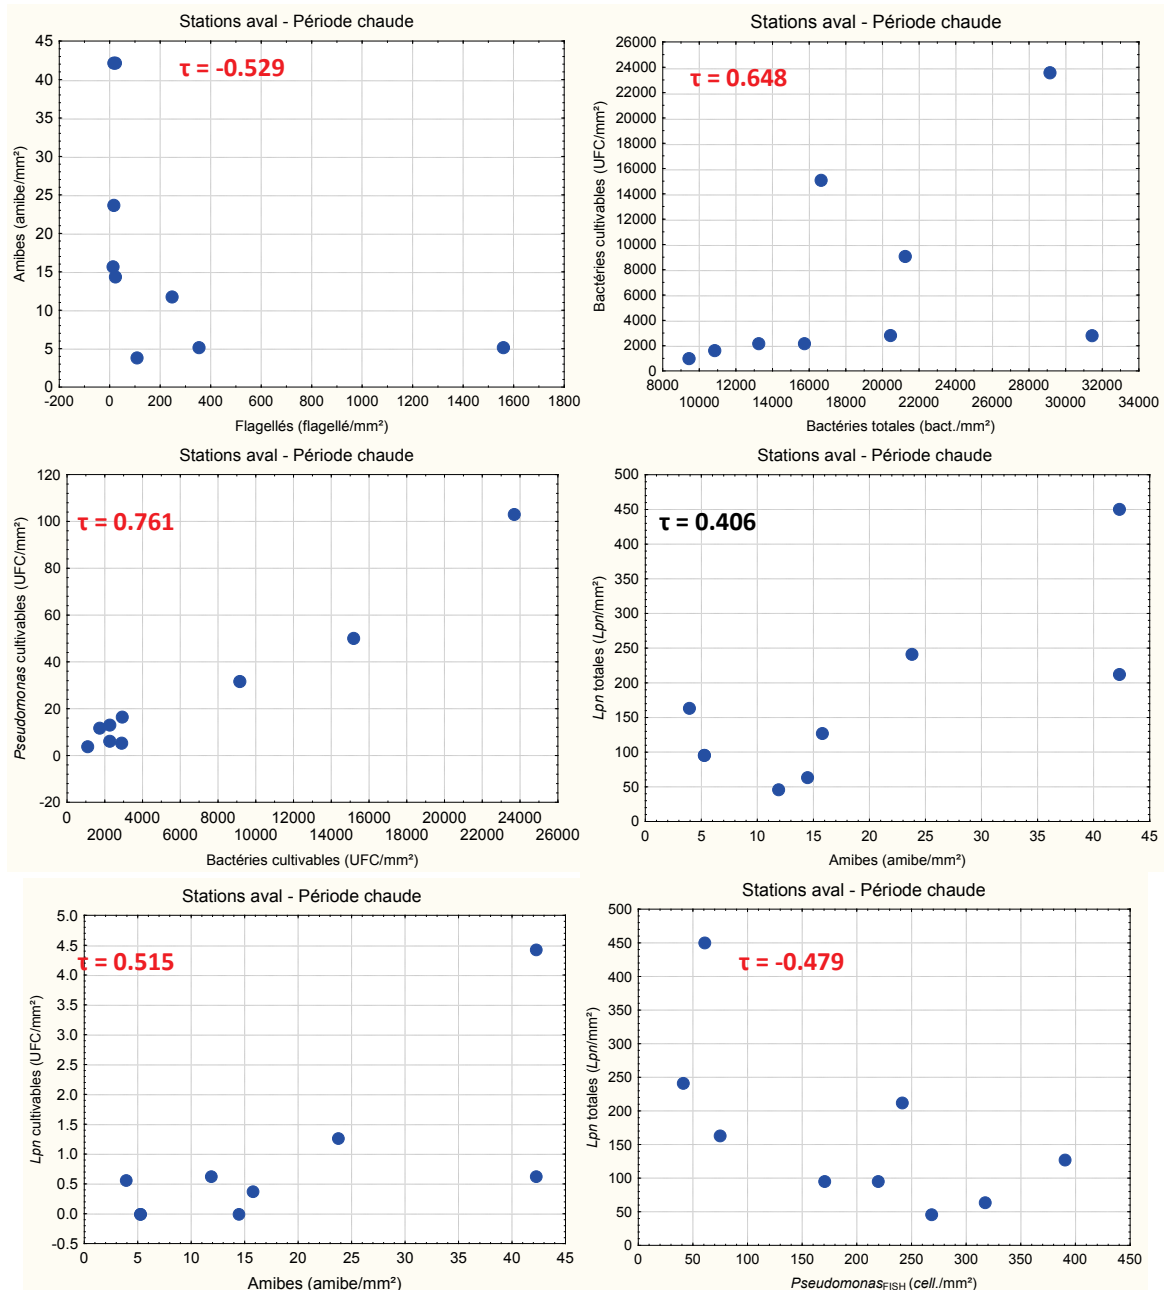 Stations aval - Période chaude
τ = -0.529
Amibes (amibe/mm²)
45
40
35
30
25
20
15
10
5
0
-200 0 200 400 600 800 1000 1200 1400 1600 1800
Flagellés (flagellé/mm²)
Stations aval - Période chaude
τ = 0.648
Bactéries cultivables (UFC/mm²)
26000
24000
22000
20000
18000
16000
14000
12000
10000
8000
6000
4000
2000
0
8000 12000 16000 20000 24000 28000 32000
10000 14000 18000 22000 26000 30000 34000
Bactéries totales (bact./mm²)
Stations aval - Période chaude
τ = 0.761
Pseudomonas cultivables (UFC/mm²)
120
100
80
60
40
20
0
-20
0 4000 8000 12000 16000 20000 24000
2000 6000 10000 14000 18000 22000 26000
Bactéries cultivables (UFC/mm²)
Stations aval - Période chaude
τ = 0.406
Lpn totales (Lpn/mm²)
500
450
400
350
300
250
200
150
100
50
0
0 5 10 15 20 25 30 35 40 45
Amibes (amibe/mm²)
Stations aval - Période chaude
τ = 0.515
Lpn cultivables (UFC/mm²)
5.0
4.5
4.0
3.5
3.0
2.5
2.0
1.5
1.0
0.5
0.0
-0.5
0 5 10 15 20 25 30 35 40 45
Amibes (amibe/mm²)
Stations aval - Période chaude
τ = -0.479
Lpn totales (Lpn/mm²)
500
450
400
350
300
250
200
150
100
50
0
0 50 100 150 200 250 300 350 400 450
Pseudomonas FISH (cell./mm²)